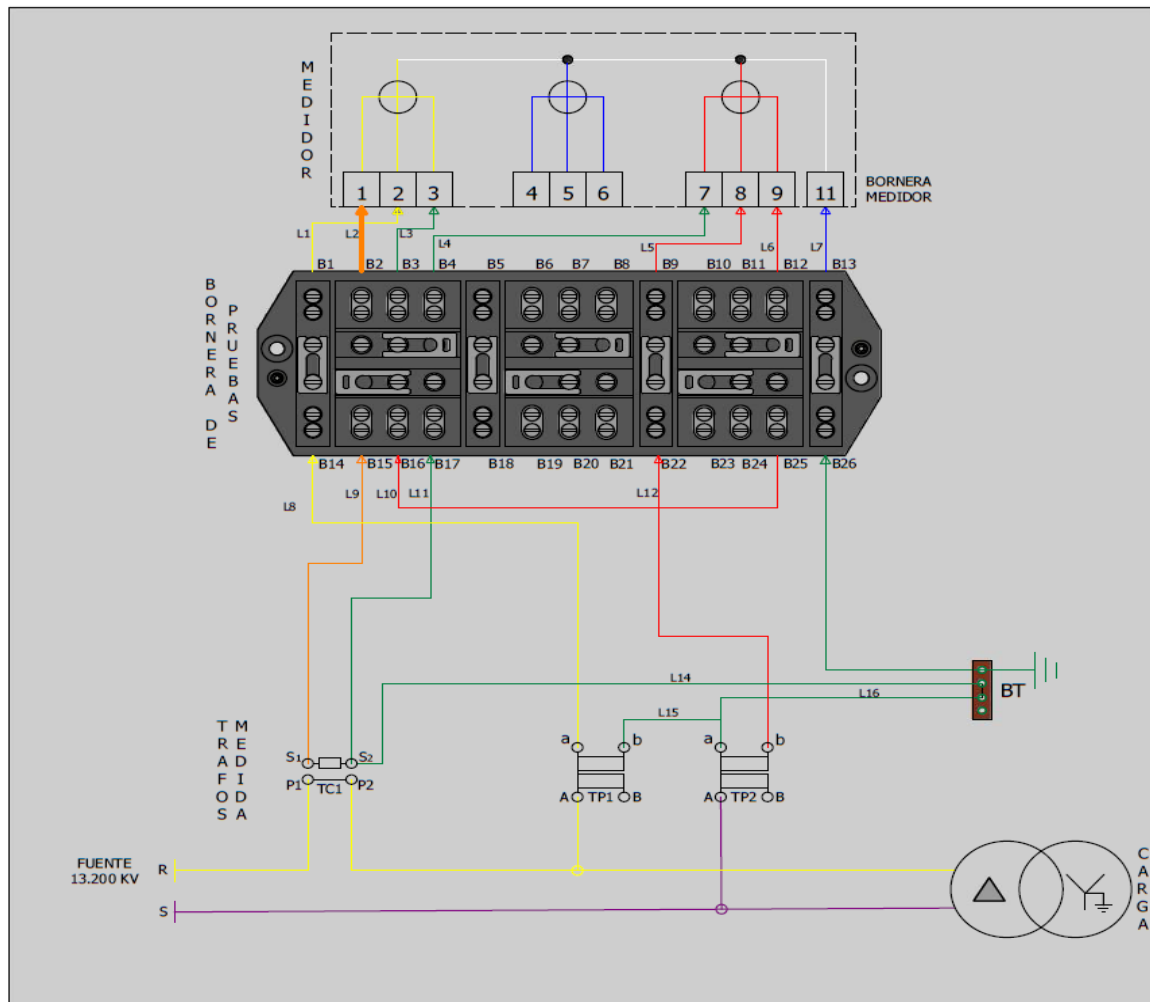 MEDIDOR
1 2 3 4 5 6 7 8 9 11
BORNERA
MEDIDOR
L1 L2 L3 L4 L5 L6 L7
B1 B2 B3 B4 B5 B6 B7 B8 B9 B10 B11 B12 B13
BORNERA DE
PRUEBAS
B14 B15 B16 B17 B18 B19 B20 B21 B22 B23 B24 B25 B26
L8 L9 L10 L11 L12
L14
L16
BT
L15
TRAFOS
MEDIDA
a b a b
S1 S2
P1 TC1 P2
A TP1 B A TP2 B
FUENTE
13.200 KV
R
S
CARGA